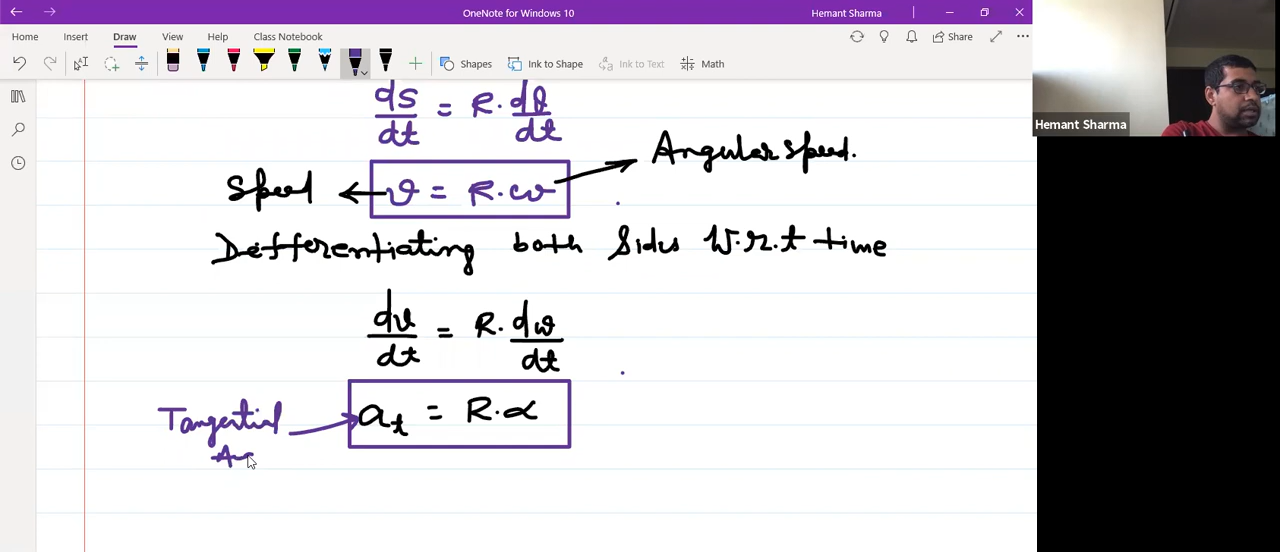 OneNote for Windows 10
Hemant Sharma
Home Insert Draw View Help Class Notebook Share
Shapes Ink to Shape Ink to Text Math
ds/dt = R. dθ/dt
Angular speed.
Speed ← v = R.ω
Defferentiating both Sides W.r.t time
dv/dt = R. dω/dt
Tangertial → at = R.α
Hemant Sharma